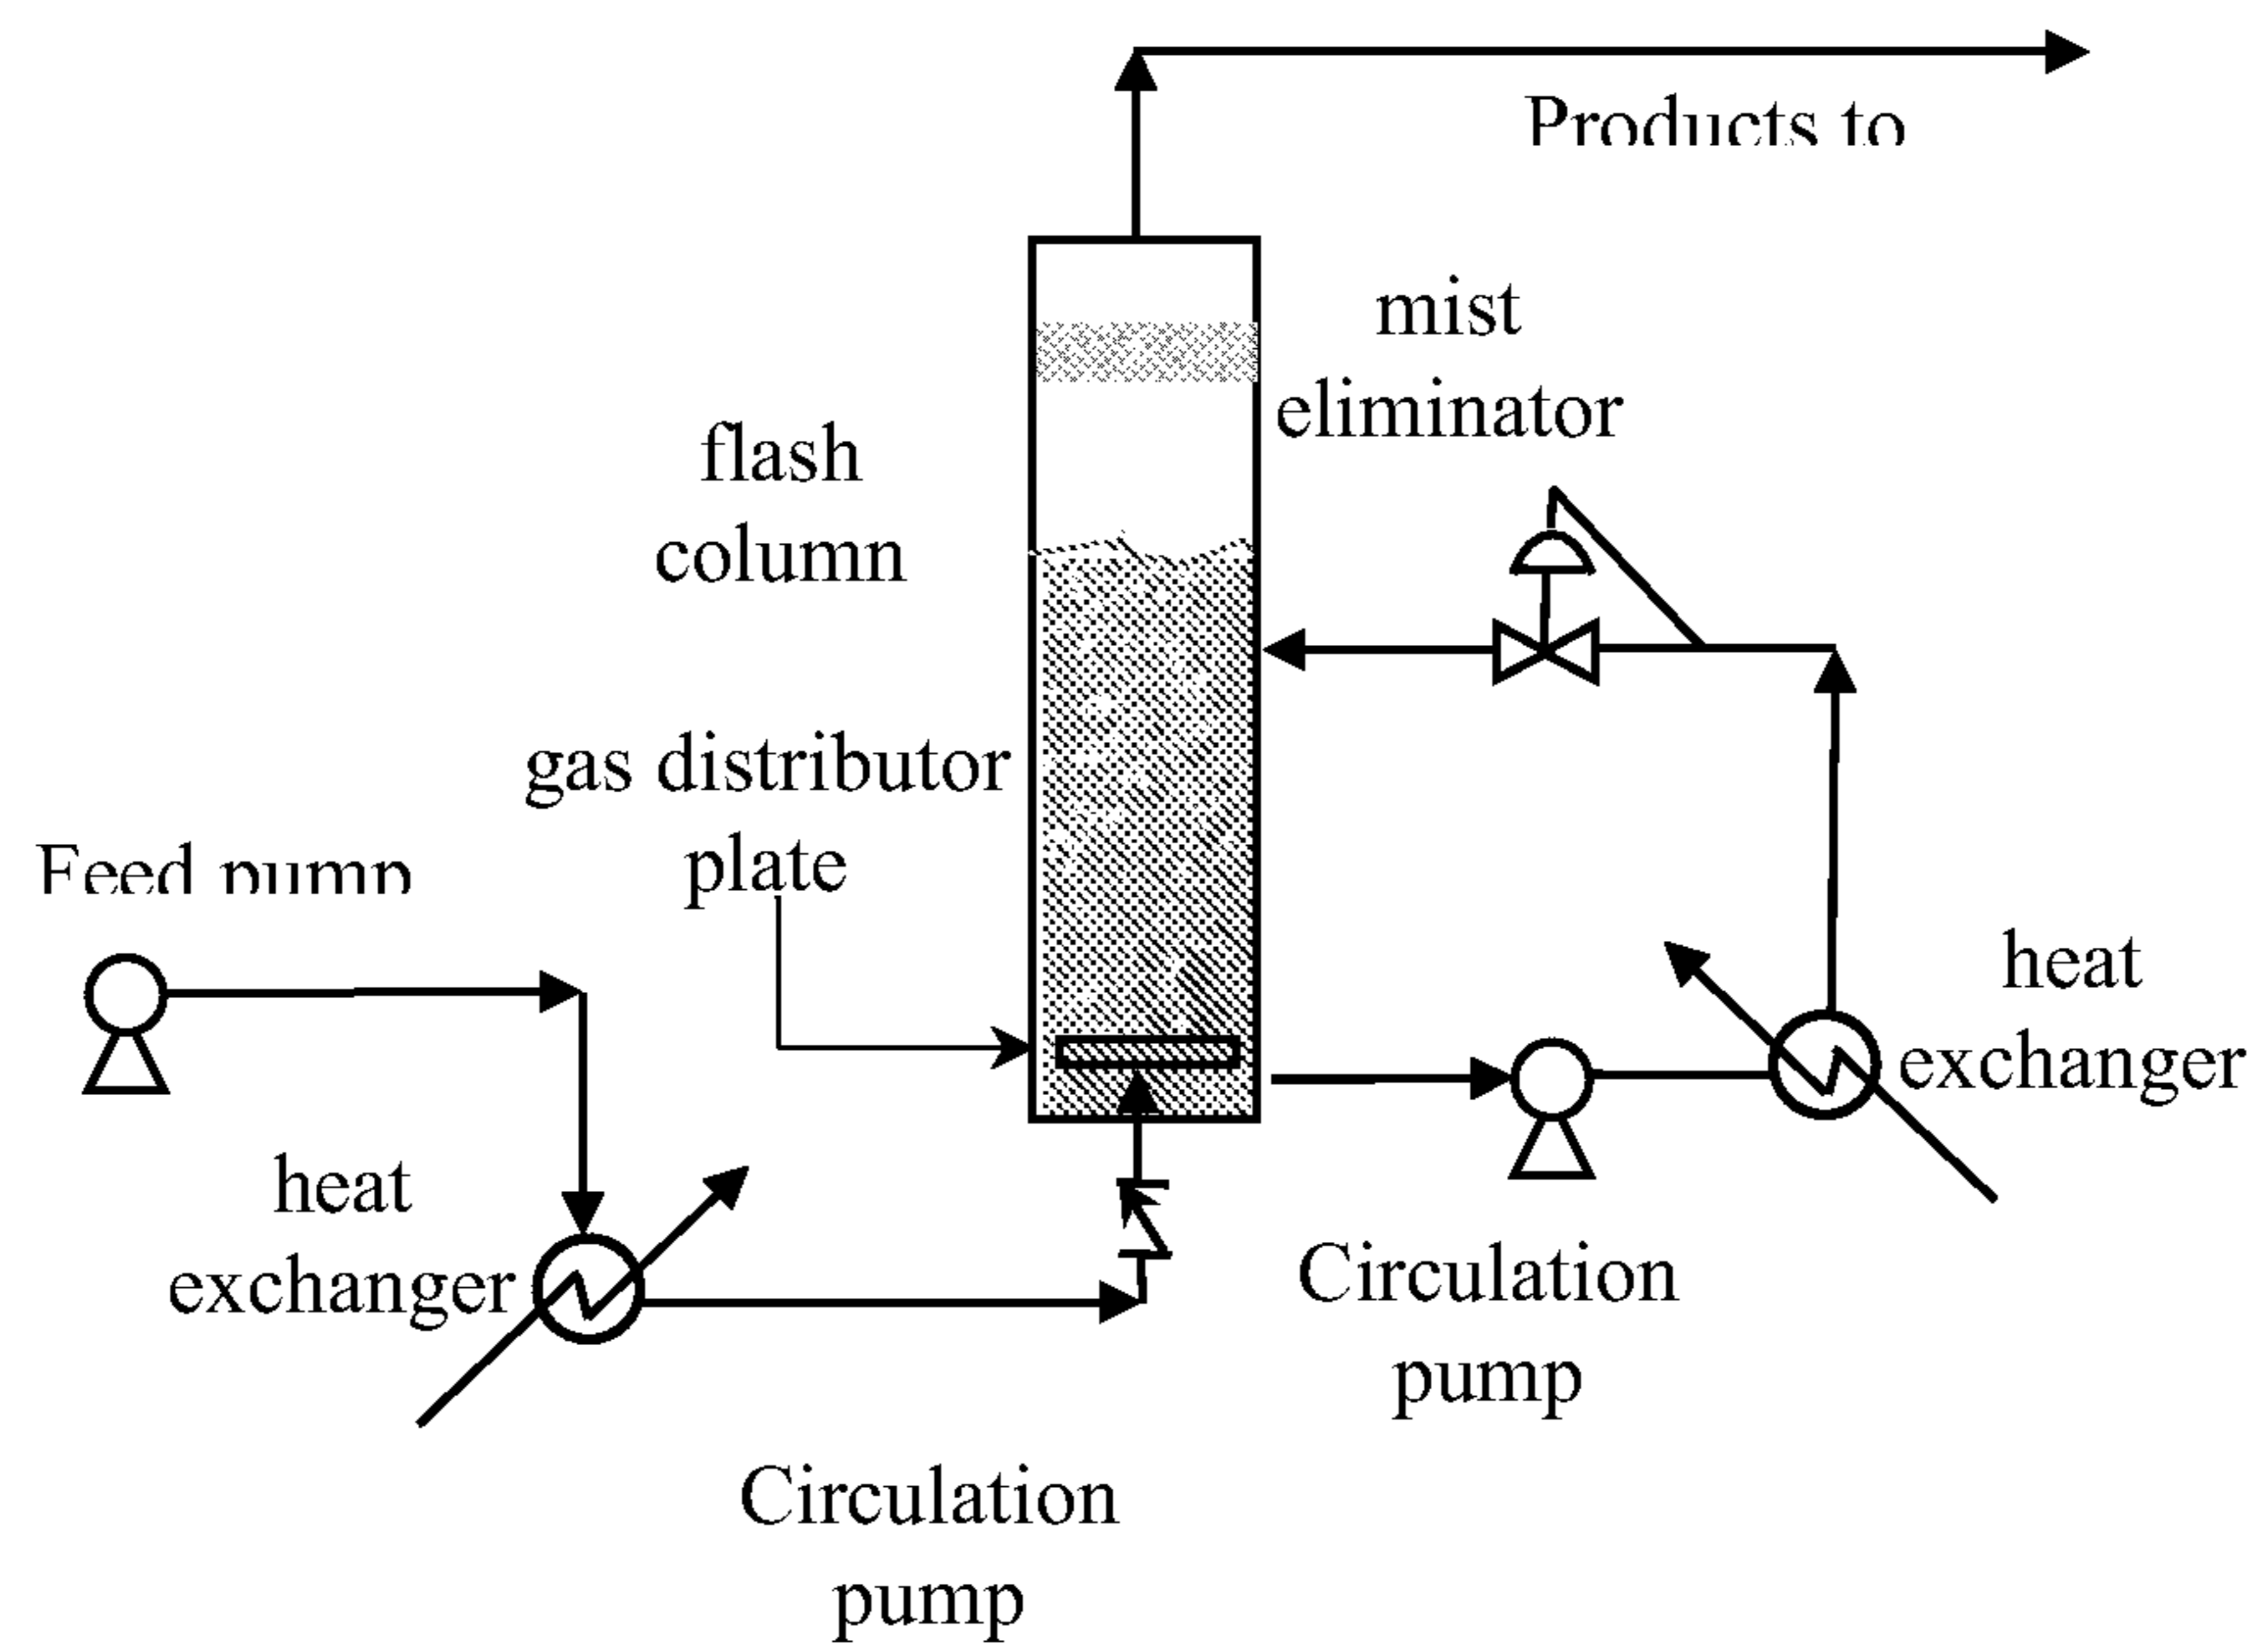 Products to
mist
eliminator
flash
column
gas distributor
plate
Feed pump
heat
exchanger
heat
exchanger
Circulation
pump
Circulation
pump